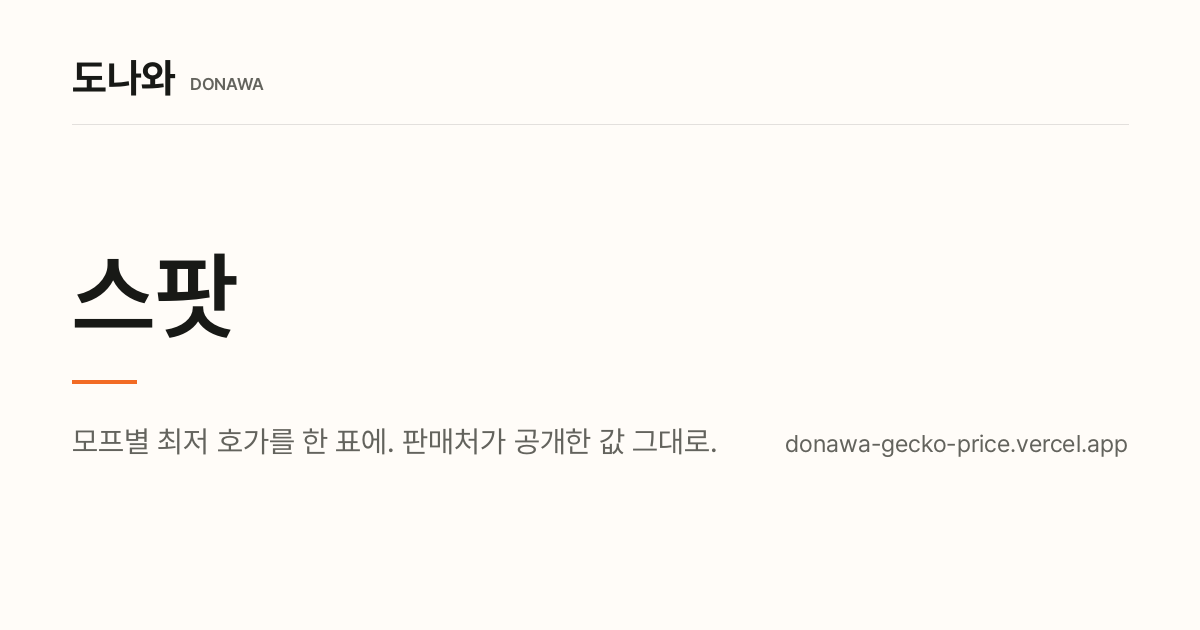 도나와 DONAWA
스팟
모프별 최저 호가를 한 표에. 판매처가 공개한 값 그대로. donawa-gecko-price.vercel.app